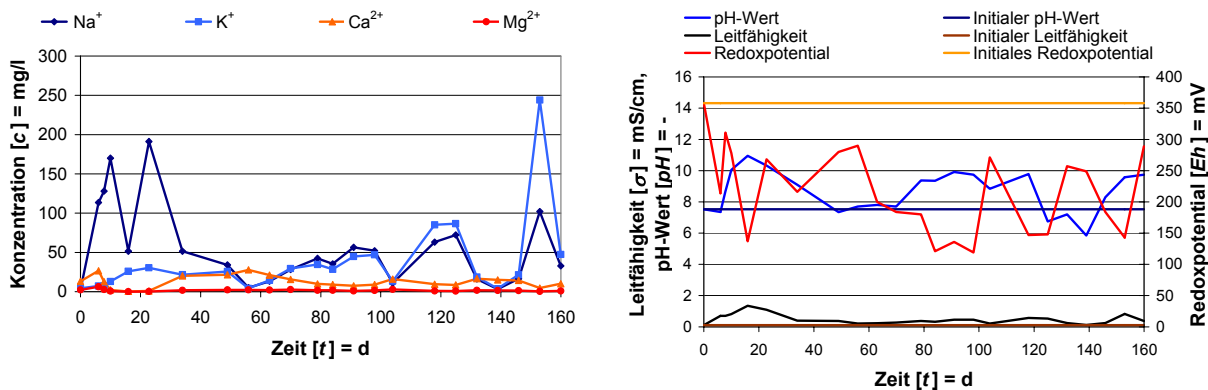 Na⁺ K⁺ Ca²⁺ Mg²⁺
Konzentration [c] = mg/l
300
250
200
150
100
50
0
0 20 40 60 80 100 120 140 160
Zeit [t] = d
pH-Wert Initialer pH-Wert
Leitfähigkeit Initialer Leitfähigkeit
Redoxpotential Initiales Redoxpotential
Leitfähigkeit [σ] = mS/cm,
pH-Wert [pH] = -
16
14
12
10
8
6
4
2
0
400
350
300
250
200
150
100
50
0
Redoxpotential [Eh] = mV
0 20 40 60 80 100 120 140 160
Zeit [t] = d